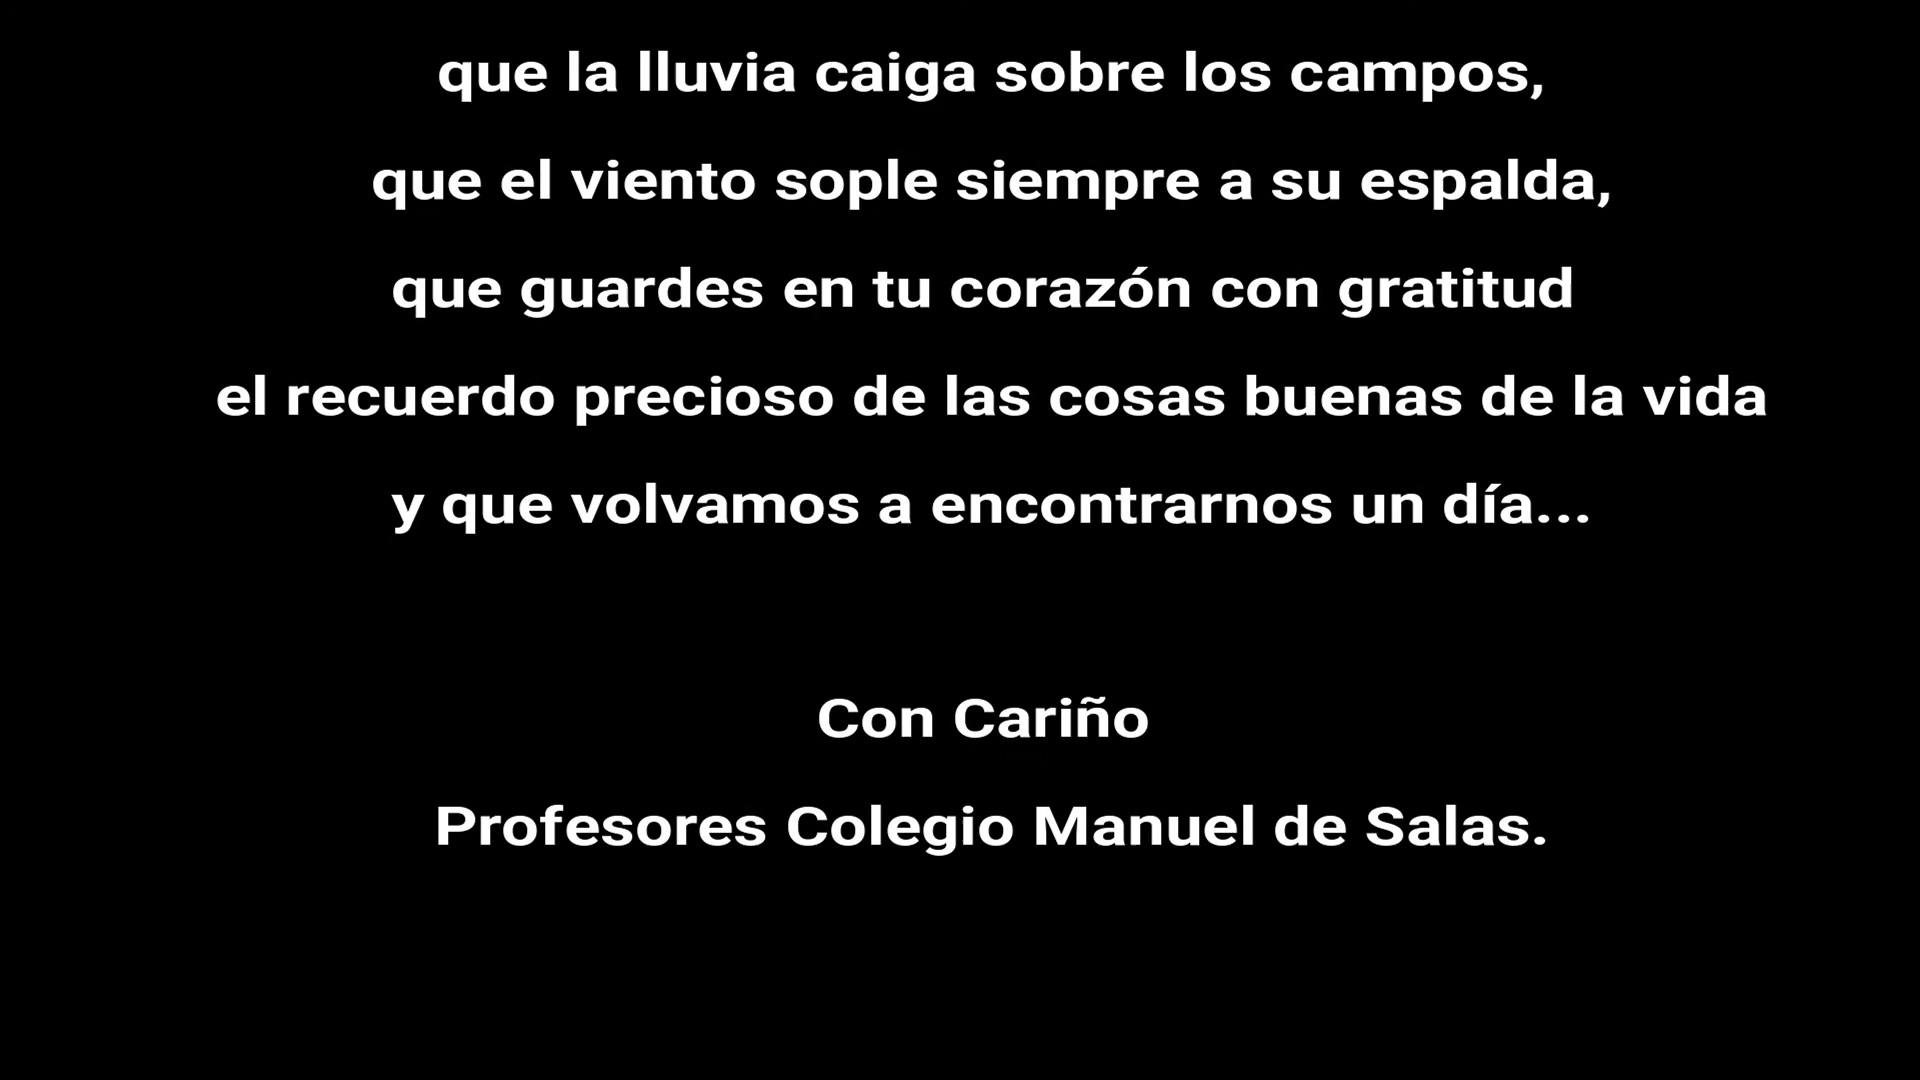 que la lluvia caiga sobre los campos,
que el viento sople siempre a su espalda,
que guardes en tu corazón con gratitud
el recuerdo precioso de las cosas buenas de la vida
y que volvamos a encontrarnos un día...
Con Cariño
Profesores Colegio Manuel de Salas.